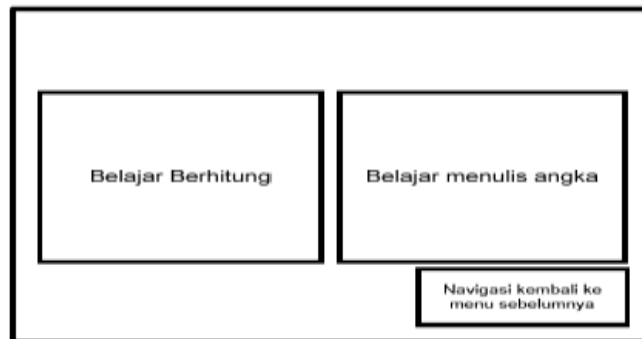 Belajar Berhitung
Belajar menulis angka
Navigasi kembali ke
menu sebelumnya